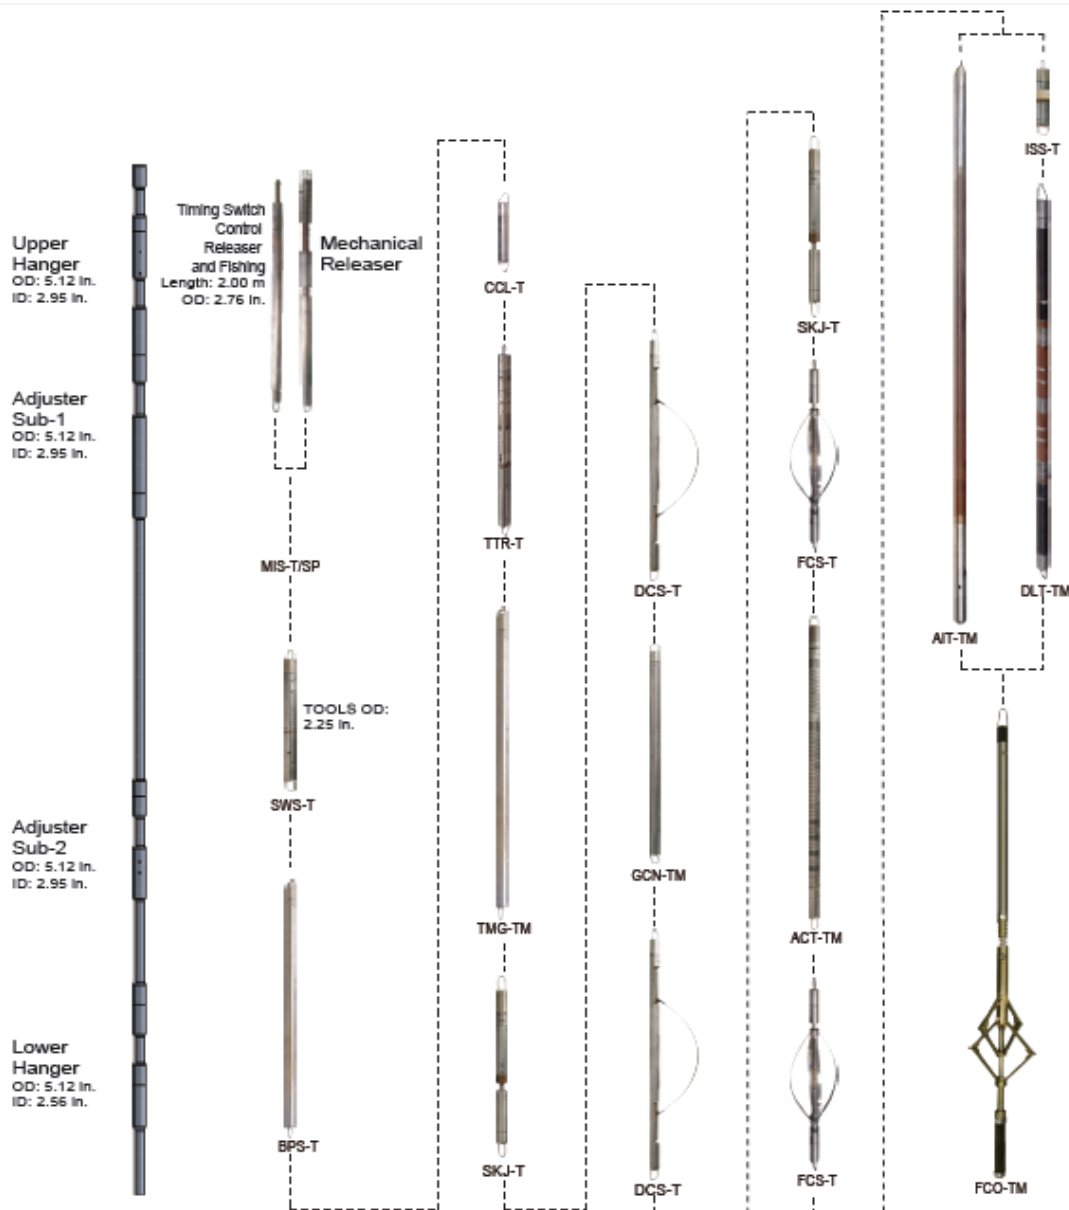 Upper
Hanger
OD: 5.12 In.
ID: 2.95 In.
Adjuster
Sub-1
OD: 5.12 In.
ID: 2.95 In.
Adjuster
Sub-2
OD: 5.12 In.
ID: 2.95 In.
Lower
Hanger
OD: 5.12 In.
ID: 2.56 In.
Timing Switch
Control
Releaser
and Fishing
Length: 2.00 m
OD: 2.76 In.
Mechanical
Releaser
MIS-T/SP
TOOLS OD:
2.25 In.
SWS-T
BPS-T
CCL-T
TTR-T
TMG-TM
SKJ-T
DCS-T
GCN-TM
DCS-T
SKJ-T
FCS-T
ACT-TM
FCS-T
AIT-TM
ISS-T
DLT-TM
FCO-TM